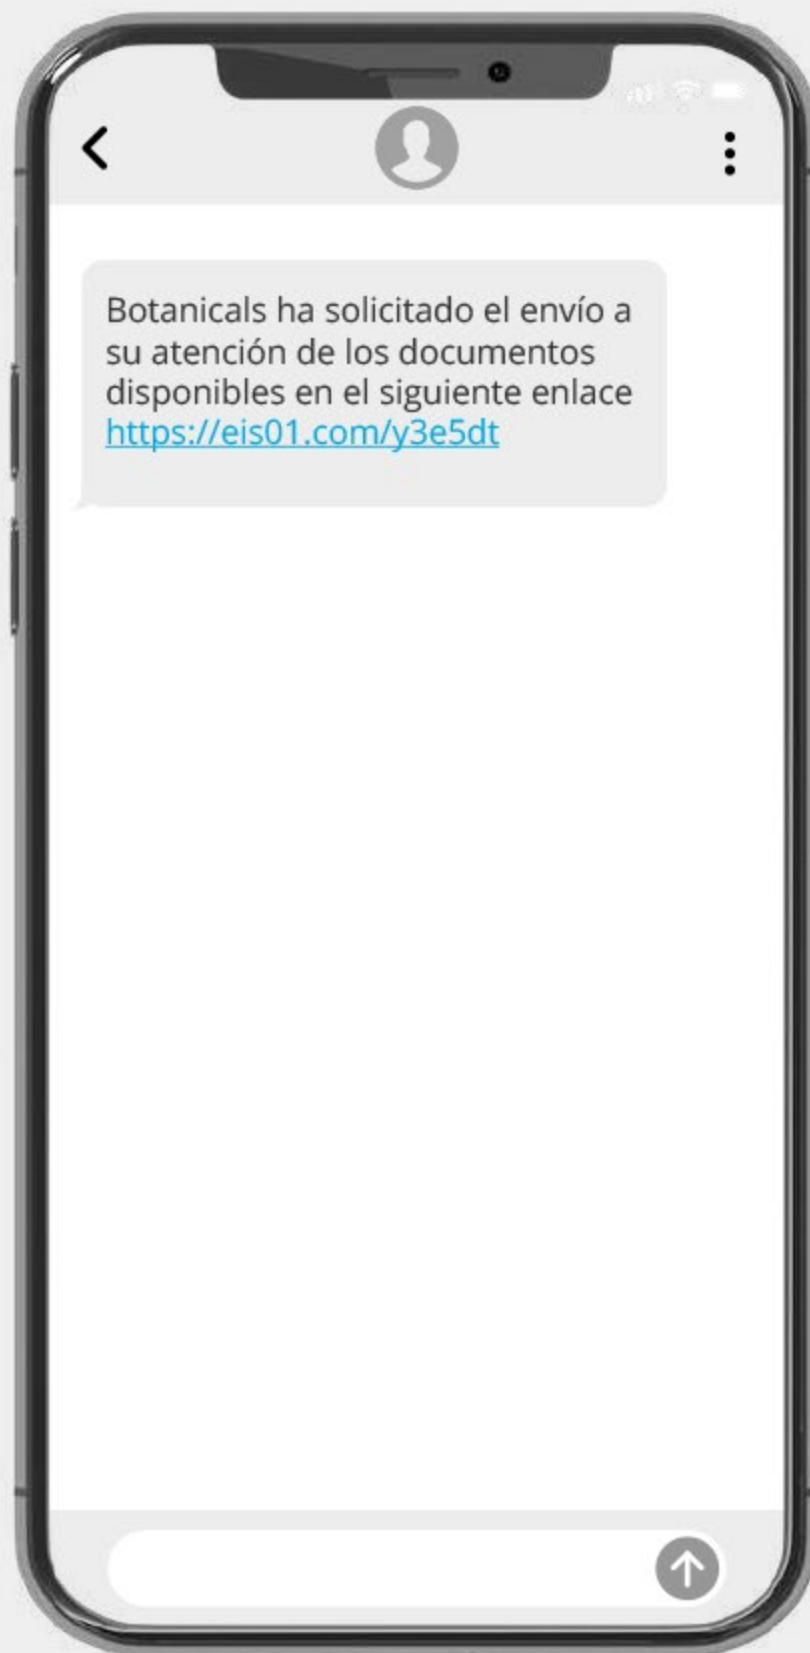 Botanicals ha solicitado el envío a
su atención de los documentos
disponibles en el siguiente enlace
https://eis01.com/y3e5dt